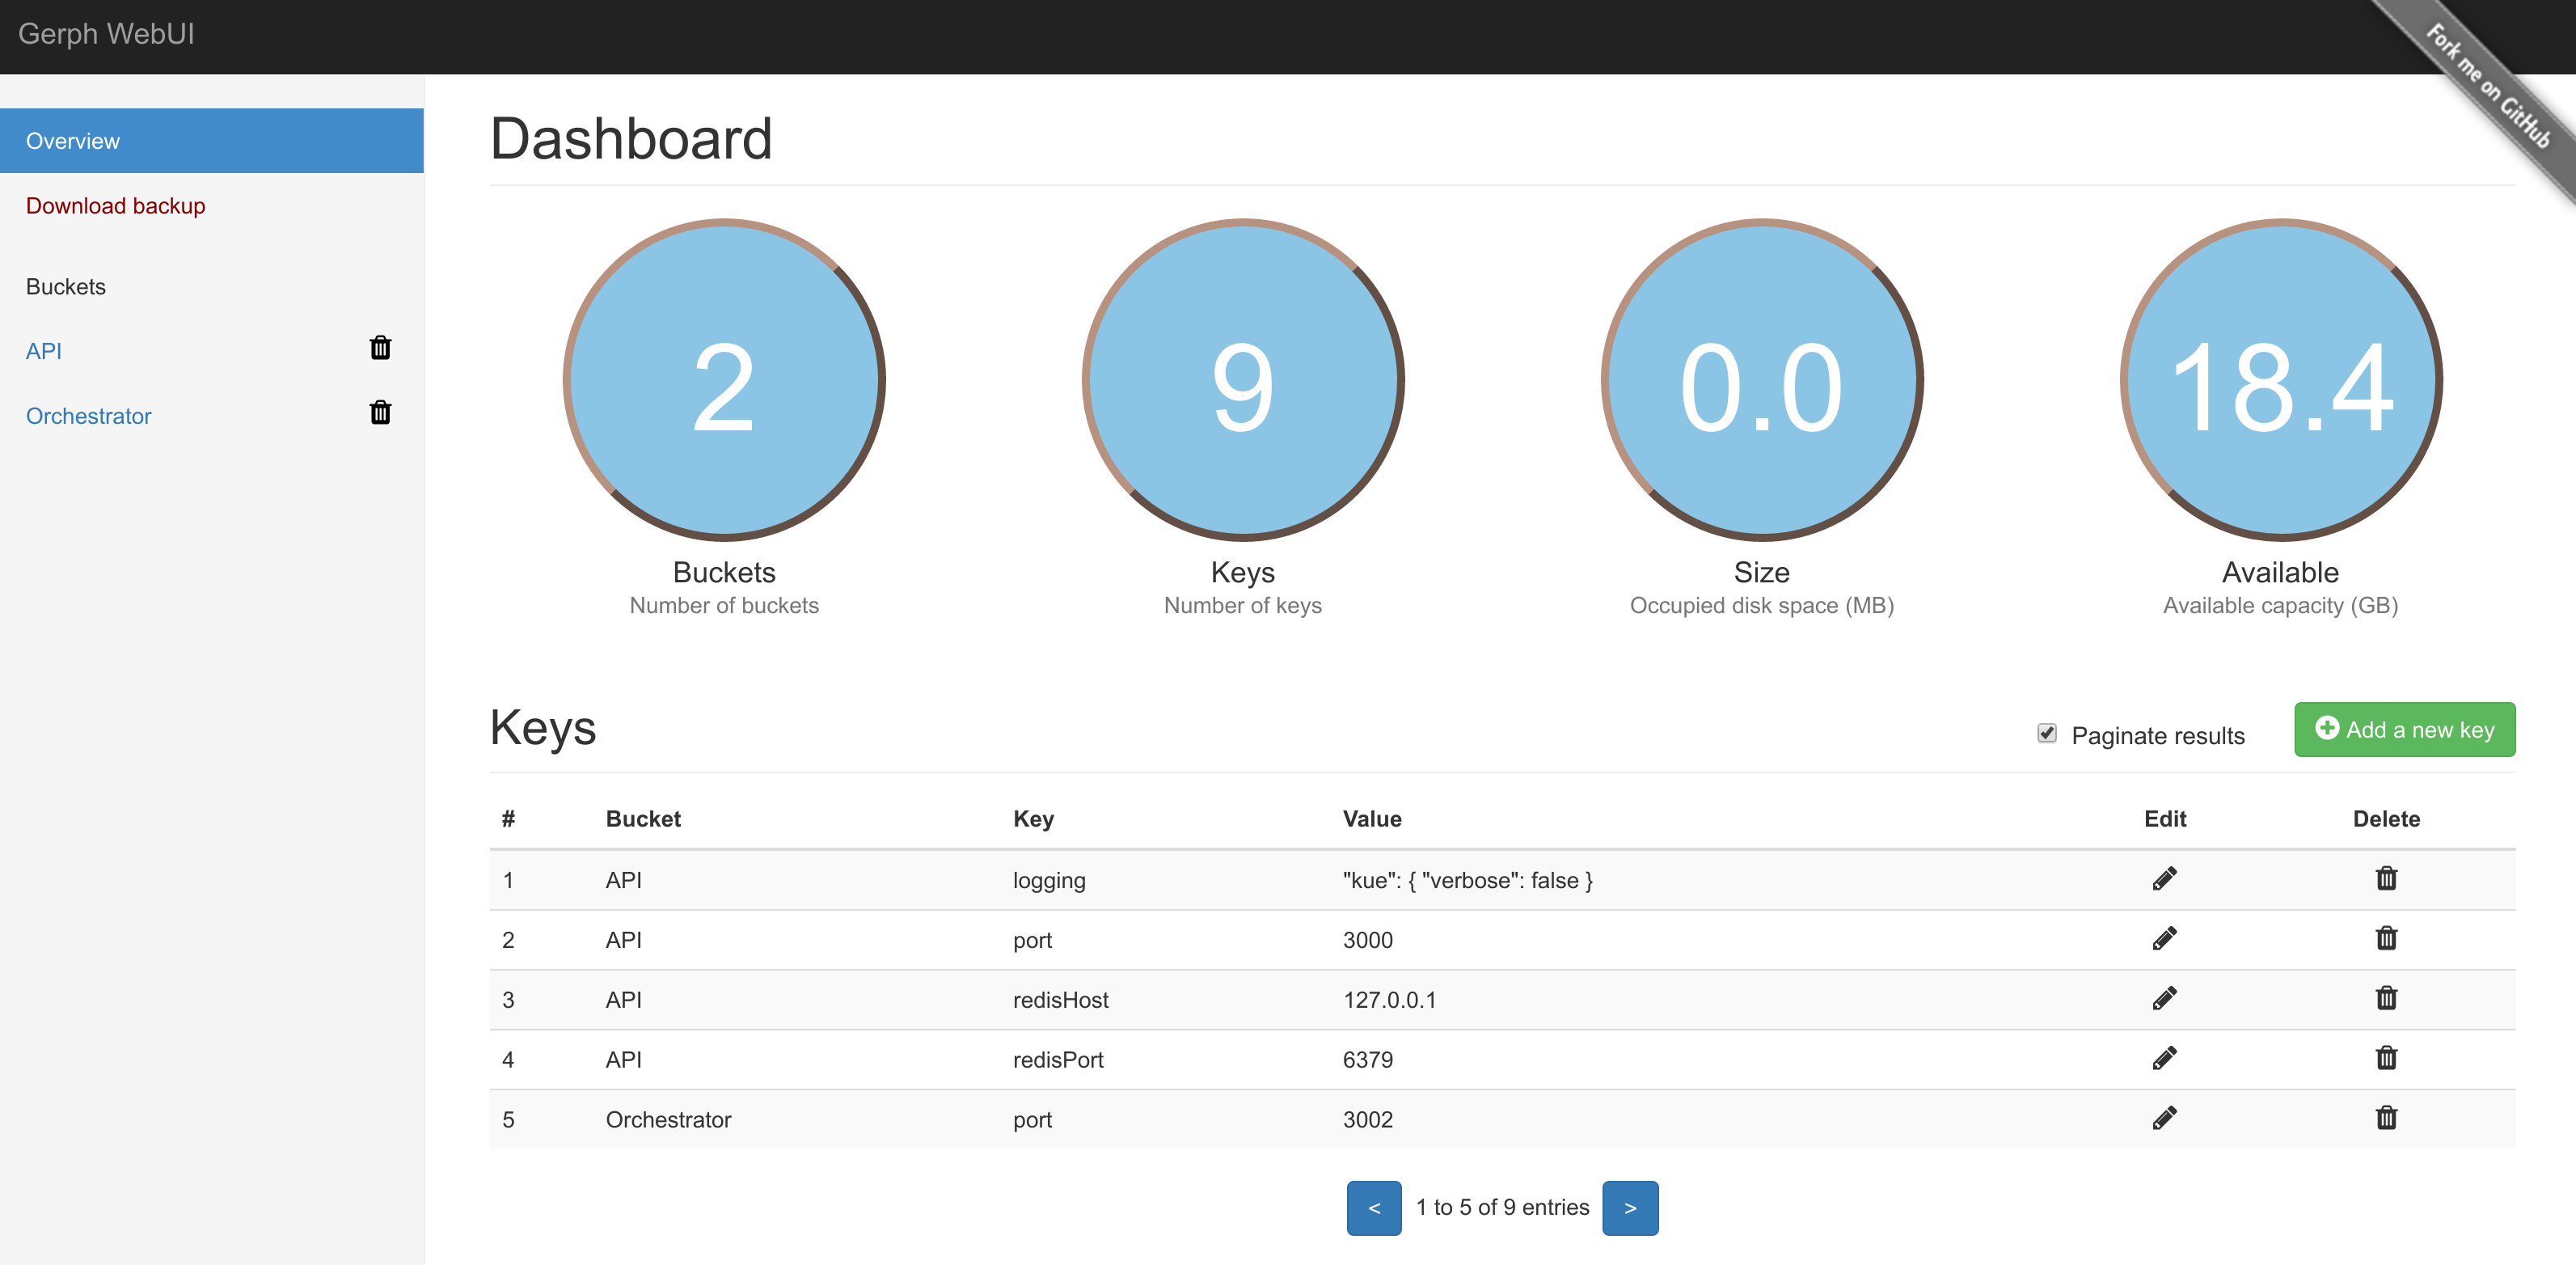 Gerph WebUI
Fork me on GitHub
Overview
Download backup
Buckets
API
Orchestrator
Dashboard
2
9
0.0
18.4
Buckets
Keys
Size
Available
Number of buckets
Number of keys
Occupied disk space (MB)
Available capacity (GB)
Keys
Paginate results
Add a new key
# Bucket Key Value Edit Delete
1 API logging "kue": { "verbose": false }
2 API port 3000
3 API redisHost 127.0.0.1
4 API redisPort 6379
5 Orchestrator port 3002
< 1 to 5 of 9 entries >